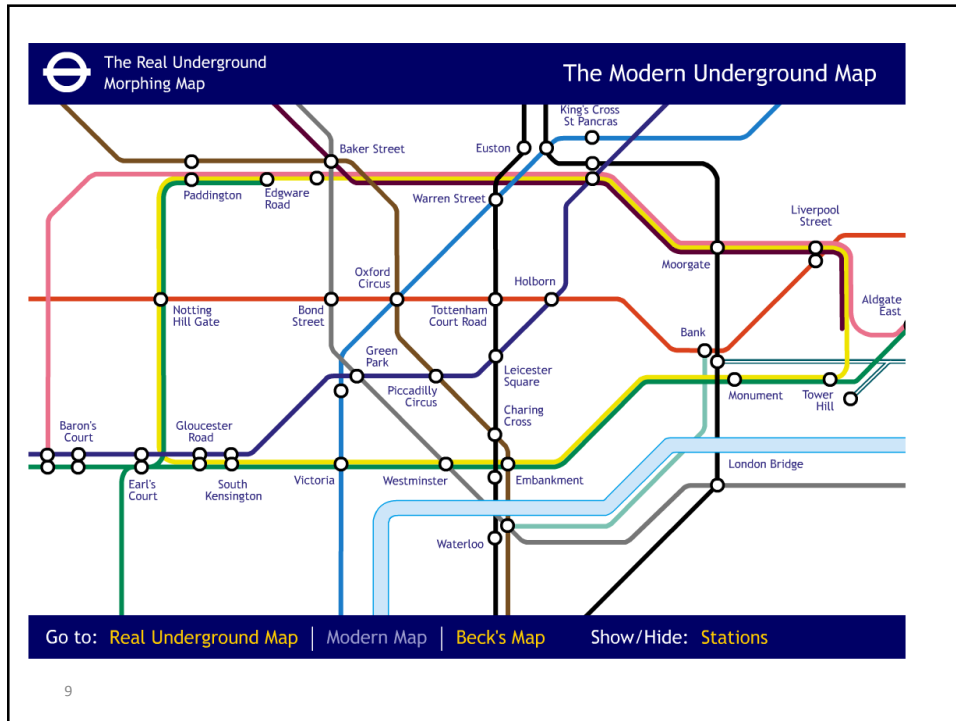 The Real Underground
Morphing Map
The Modern Underground Map
King's Cross
St Pancras
Baker Street
Euston
Paddington
Edgware
Road
Warren Street
Liverpool
Street
Moorgate
Oxford
Circus
Holborn
Aldgate
East
Notting
Hill Gate
Bond
Street
Tottenham
Court Road
Bank
Green
Park
Leicester
Square
Piccadilly
Circus
Monument
Tower
Hill
Charing
Cross
Baron's
Court
Gloucester
Road
London Bridge
Earl's
Court
South
Kensington
Victoria
Westminster
Embankment
Waterloo
Go to: Real Underground Map | Modern Map | Beck's Map Show/Hide: Stations
9